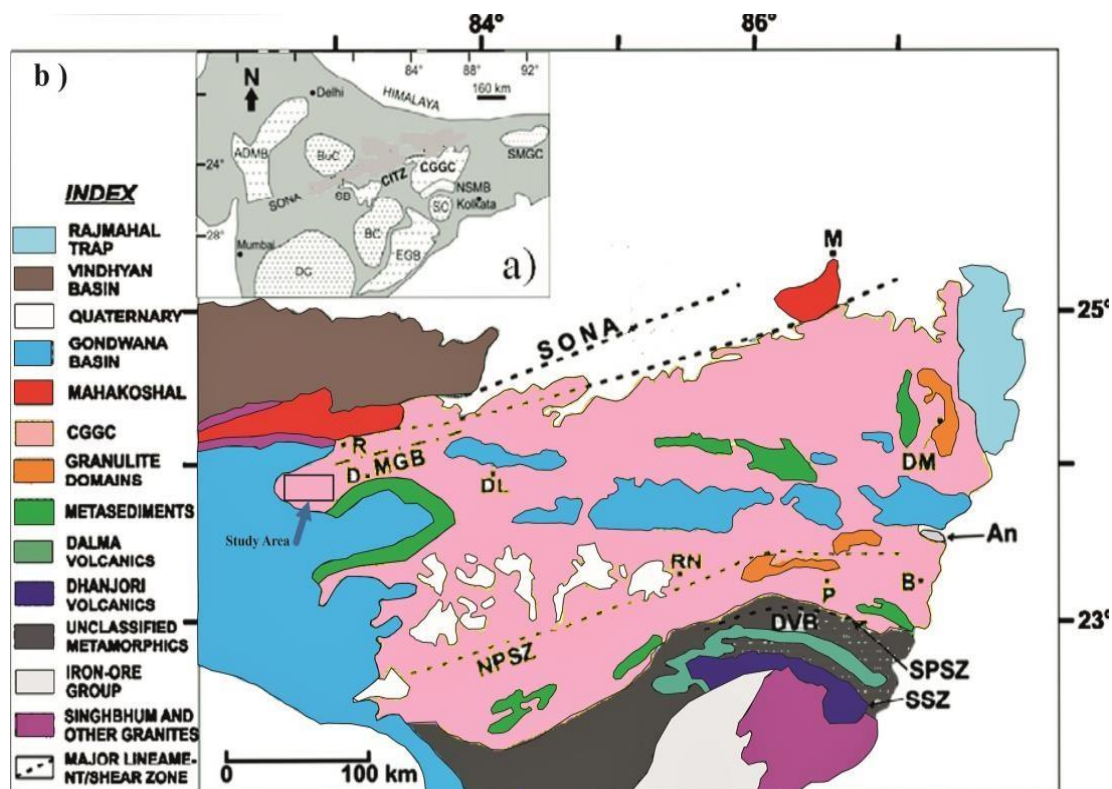 84°
86°
b )
N
Delhi
84°
88°
92°
160 km
HIMALAYA
ADMB
BuC
24°
CITZ
CGGC
SMGC
SONA
SB
NSMB
Kolkata
SC
28°
Mumbai
BC
EGB
DC
a)
INDEX
RAJMAHAL
TRAP
VINDHYAN
BASIN
QUATERNARY
GONDWANA
BASIN
MAHAKOSHAL
CGGC
GRANULITE
DOMAINS
METASEDIMENTS
DALMA
VOLCANICS
DHANJORI
VOLCANICS
UNCLASSIFIED
METAMORPHICS
IRON-ORE
GROUP
SINGHBHUM AND
OTHER GRANITES
MAJOR LINEAME-
NT/SHEAR ZONE
M
25°
SONA
R
D. MGB
DL
DM
Study Area
An
RN
P
B
23°
NPSZ
DVB
SPSZ
SSZ
0
100 km